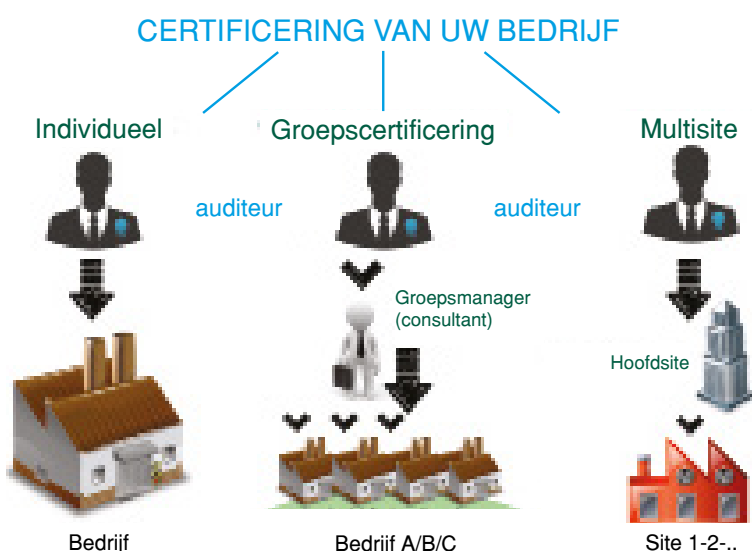 CERTIFICERING VAN UW BEDRIJF
Individueel
Groepscertificering
Multisite
auditeur
auditeur
Groepsmanager
(consultant)
Hoofdsite
Bedrijf
Bedrijf A/B/C
Site 1-2-..